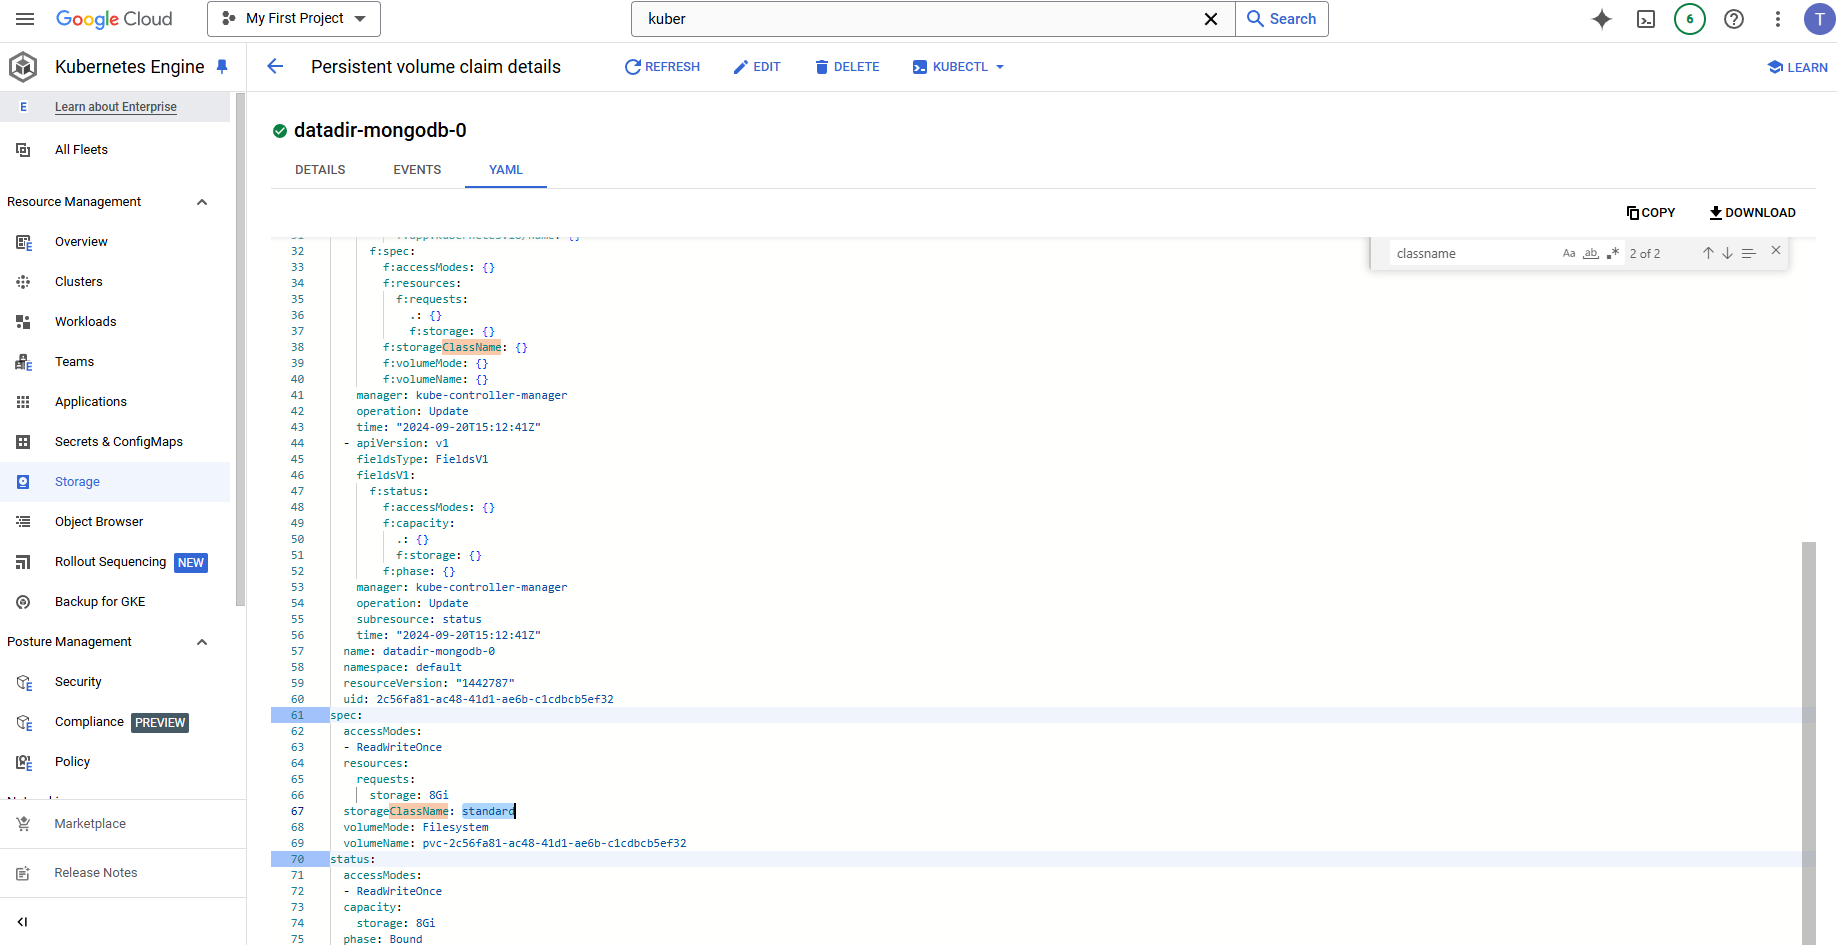 Google Cloud
My First Project
kuber
Search
6
T
Kubernetes Engine
Persistent volume claim details
REFRESH
EDIT
DELETE
KUBECTL
LEARN
E Learn about Enterprise
All Fleets
Resource Management
Overview
Clusters
Workloads
Teams
Applications
Secrets & ConfigMaps
Storage
Object Browser
Rollout Sequencing NEW
Backup for GKE
Posture Management
Security
Compliance PREVIEW
Policy
Marketplace
Release Notes
datadir-mongodb-0
DETAILS
EVENTS
YAML
COPY
DOWNLOAD
classname
Aa ab .*
2 of 2
32 f:spec:
33 f:accessModes: {}
34 f:resources:
35 f:requests:
36 .: {}
37 f:storage: {}
38 f:storageClassName: {}
39 f:volumeMode: {}
40 f:volumeName: {}
41 manager: kube-controller-manager
42 operation: Update
43 time: "2024-09-20T15:12:41Z"
44 - apiVersion: v1
45 fieldsType: FieldsV1
46 fieldsV1:
47 f:status:
48 f:accessModes: {}
49 f:capacity:
50 .: {}
51 f:storage: {}
52 f:phase: {}
53 manager: kube-controller-manager
54 operation: Update
55 subresource: status
56 time: "2024-09-20T15:12:41Z"
57 name: datadir-mongodb-0
58 namespace: default
59 resourceVersion: "1442787"
60 uid: 2c56fa81-ac48-41d1-ae6b-c1cdbcb5ef32
61 spec:
62 accessModes:
63 - ReadWriteOnce
64 resources:
65 requests:
66 storage: 8Gi
67 storageClassName: standard
68 volumeMode: Filesystem
69 volumeName: pvc-2c56fa81-ac48-41d1-ae6b-c1cdbcb5ef32
70 status:
71 accessModes:
72 - ReadWriteOnce
73 capacity:
74 storage: 8Gi
75 phase: Bound